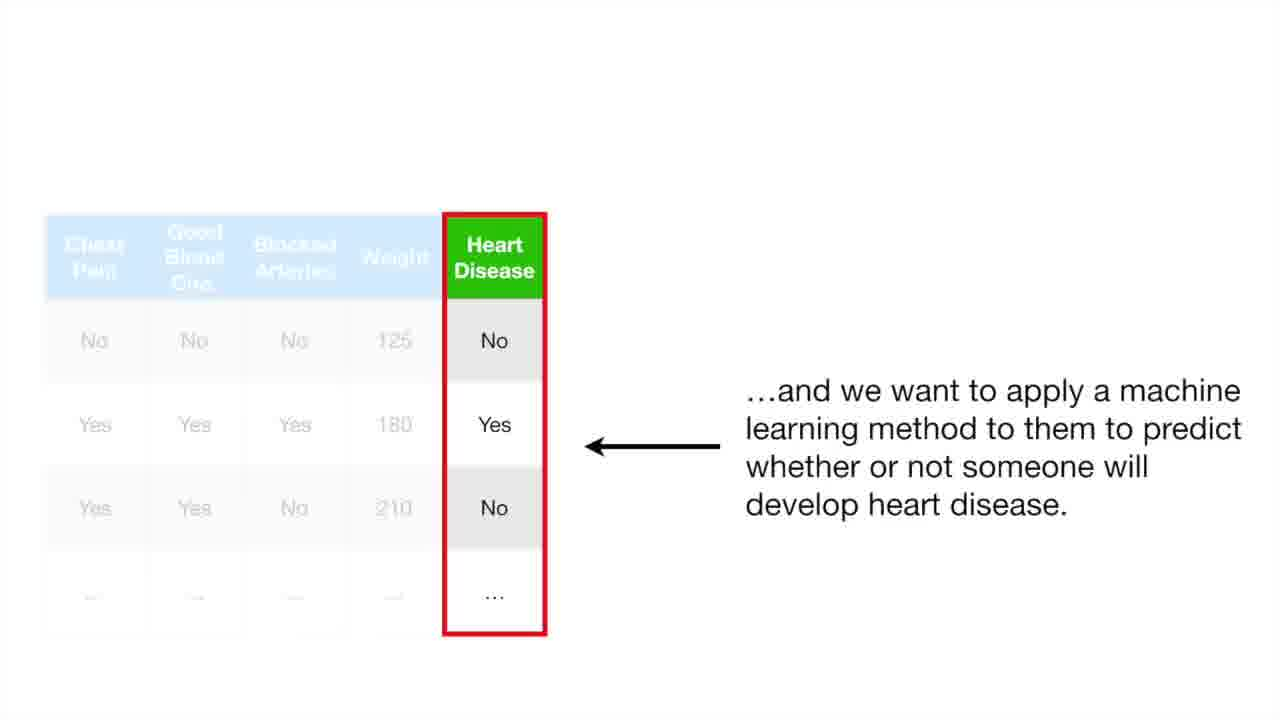 Chest Pain
Good Blood Circ.
Blocked Arteries
Weight
Heart Disease
No
No
No
125
No
Yes
Yes
Yes
180
Yes
Yes
Yes
No
210
No
...
...
...
...
…
…and we want to apply a machine
learning method to them to predict
whether or not someone will
develop heart disease.